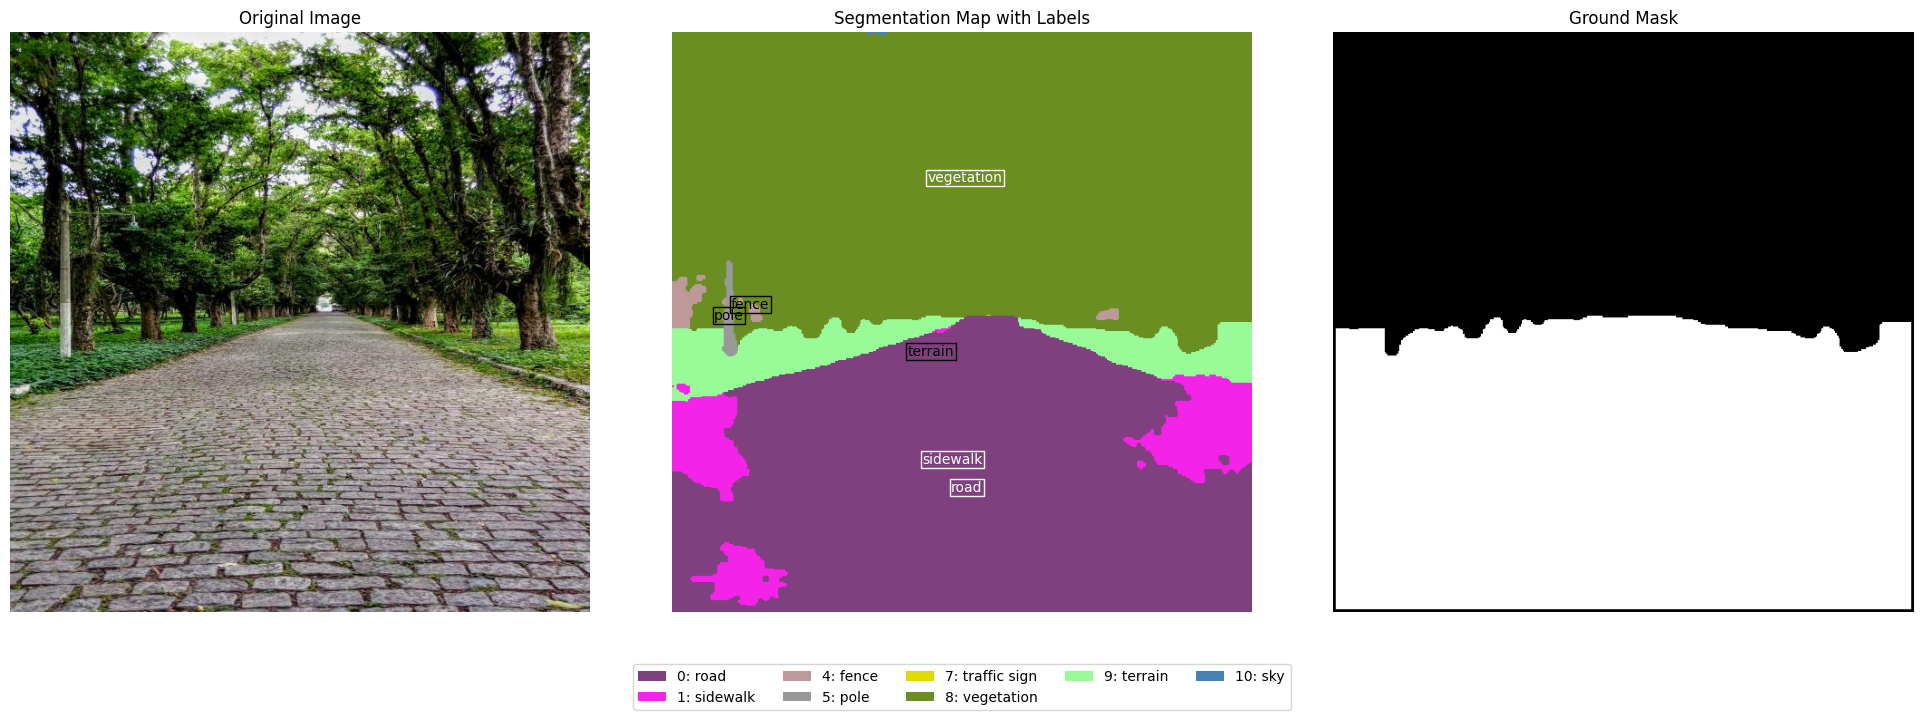 Original Image
Segmentation Map with Labels
Ground Mask
vegetation
fence
pole
terrain
sidewalk
road
0: road
1: sidewalk
4: fence
5: pole
7: traffic sign
8: vegetation
9: terrain
10: sky